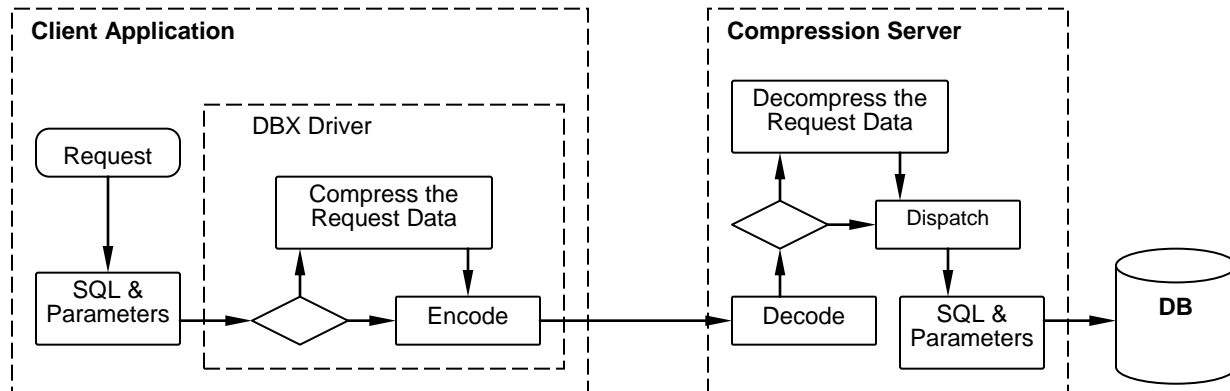 Client Application
DBX Driver
Request
Compress the
Request Data
SQL &
Parameters
Encode
Compression Server
Decompress the
Request Data
Dispatch
Decode
SQL &
Parameters
DB